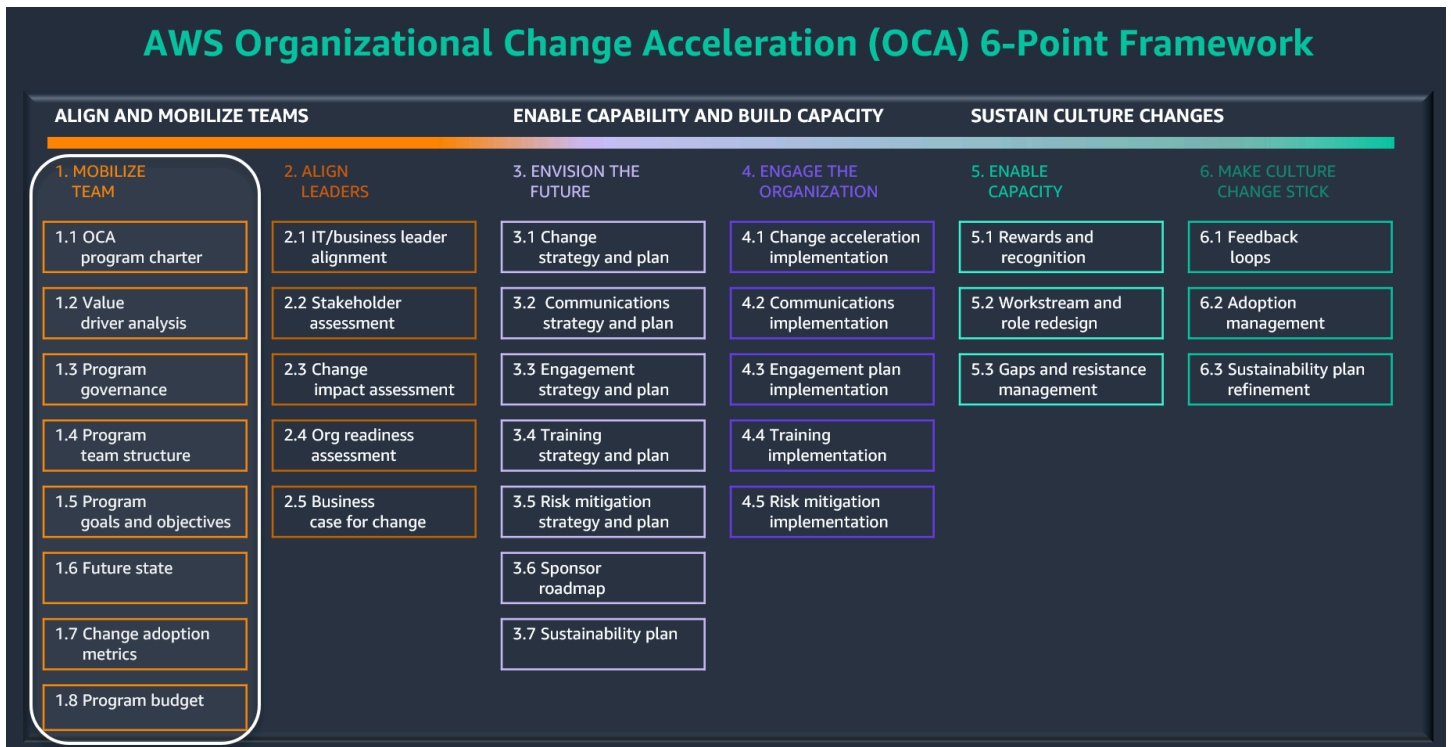 AWS Organizational Change Acceleration (OCA) 6-Point Framework
ALIGN AND MOBILIZE TEAMS
ENABLE CAPABILITY AND BUILD CAPACITY
SUSTAIN CULTURE CHANGES
1. MOBILIZE
TEAM
1.1 OCA
program charter
1.2 Value
driver analysis
1.3 Program
governance
1.4 Program
team structure
1.5 Program
goals and objectives
1.6 Future state
1.7 Change adoption
metrics
1.8 Program budget
2. ALIGN
LEADERS
2.1 IT/business leader
alignment
2.2 Stakeholder
assessment
2.3 Change
impact assessment
2.4 Org readiness
assessment
2.5 Business
case for change
3. ENVISION THE
FUTURE
3.1 Change
strategy and plan
3.2 Communications
strategy and plan
3.3 Engagement
strategy and plan
3.4 Training
strategy and plan
3.5 Risk mitigation
strategy and plan
3.6 Sponsor
roadmap
3.7 Sustainability plan
4. ENGAGE THE
ORGANIZATION
4.1 Change acceleration
implementation
4.2 Communications
implementation
4.3 Engagement plan
implementation
4.4 Training
implementation
4.5 Risk mitigation
implementation
5. ENABLE
CAPACITY
5.1 Rewards and
recognition
5.2 Workstream and
role redesign
5.3 Gaps and resistance
management
6. MAKE CULTURE
CHANGE STICK
6.1 Feedback
loops
6.2 Adoption
management
6.3 Sustainability plan
refinement